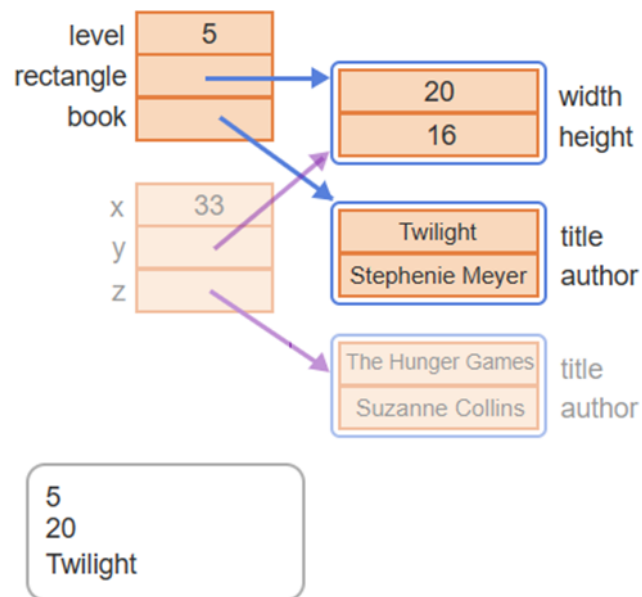 level 5
rectangle 20 width
book 16 height
x 33
y Twilight title
z Stephenie Meyer author
The Hunger Games title
Suzanne Collins author
5
20
Twilight